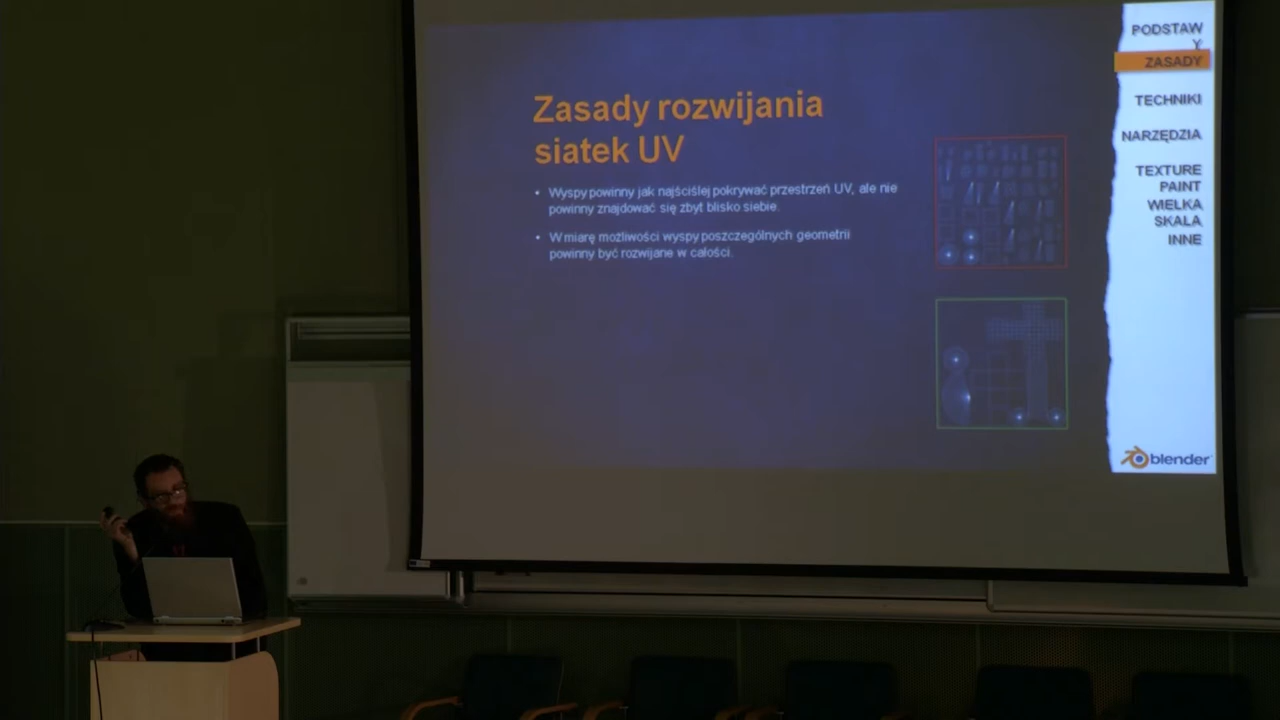 Zasady rozwijania
siatek UV
• Wyspy powinny jak najściślej pokrywać przestrzeń UV, ale nie
powinny znajdować się zbyt blisko siebie.
• W miarę możliwości wyspy poszczególnych geometrii
powinny być rozwijane w całości.
PODSTAW
Y
ZASADY
TECHNIKI
NARZĘDZIA
TEXTURE
PAINT
WIELKA
SKALA
INNE
blender